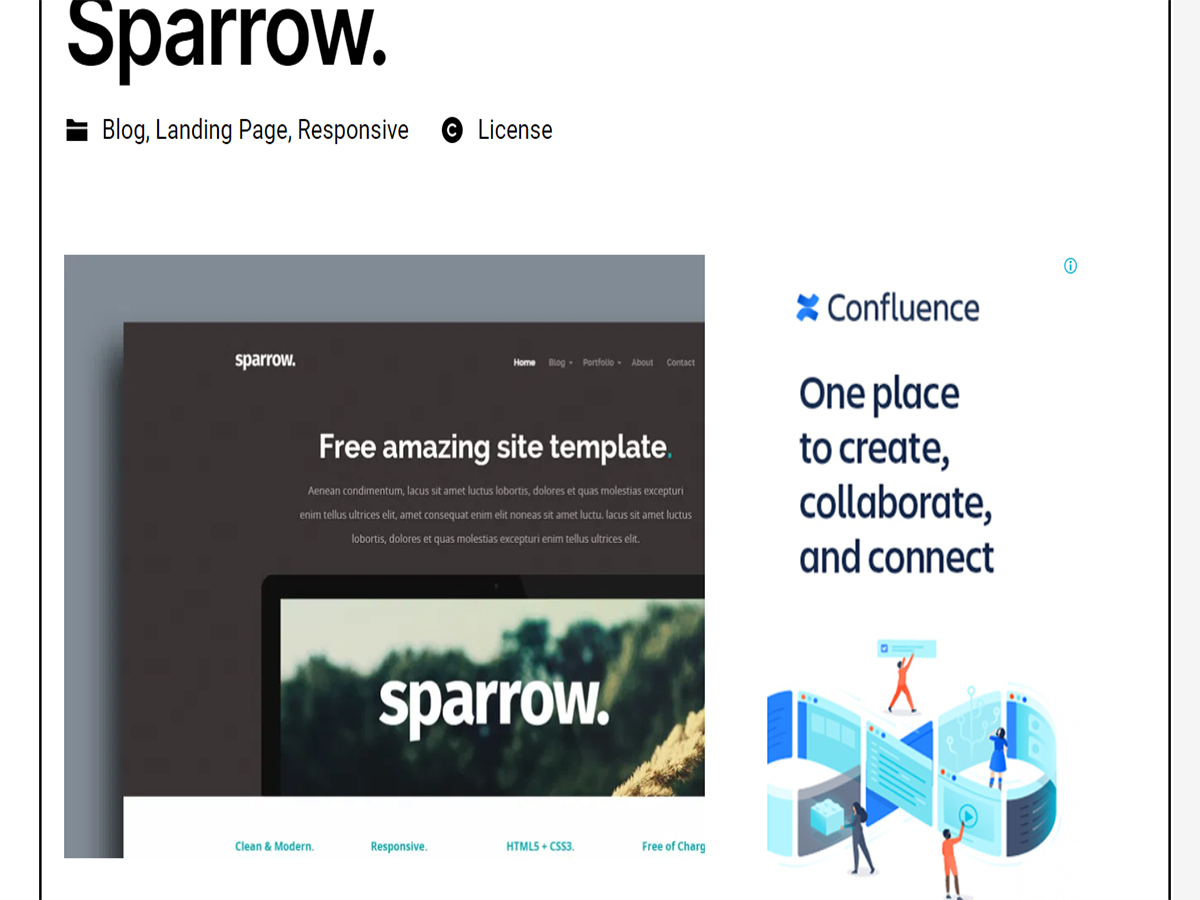 Sparrow.
Blog, Landing Page, Responsive
License
sparrow.
Home Blog Portfolio About Contact
Free amazing site template.
Aenean condimentum, lacus sit amet luctus lobortis, dolores et quas molestias excepturi
enim tellus ultrices elit, amet consequat enim elit noneas sit amet luctu. lacus sit amet luctus
lobortis, dolores et quas molestias excepturi enim tellus ultrices elit.
sparrow.
Clean & Modern. Responsive. HTML5 + CSS3. Free of Charg
Confluence
One place
to create,
collaborate,
and connect